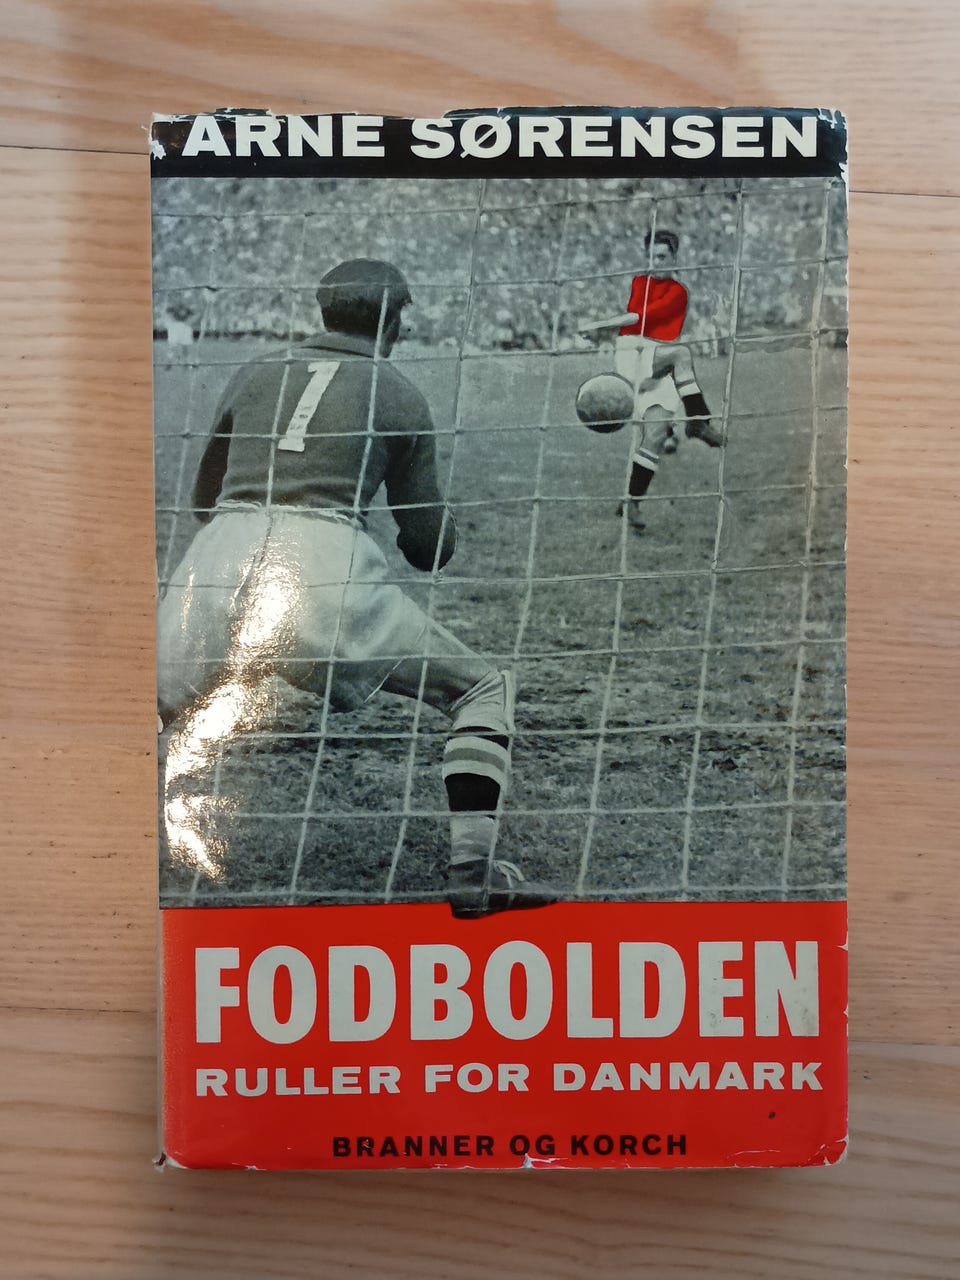 ARNE SØRENSEN
1
FODBOLDEN
RULLER FOR DANMARK
BRANNER OG KORCH